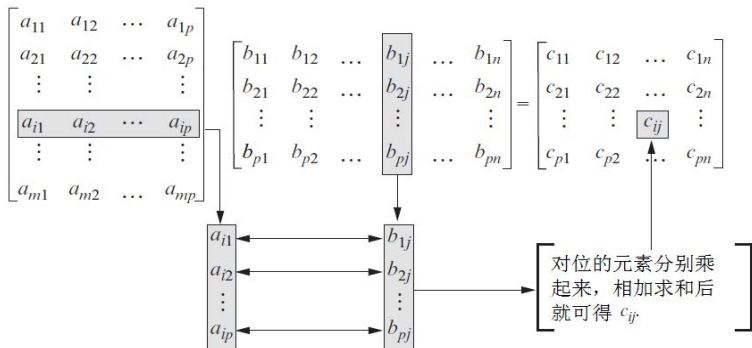 a11 a12 … a1p
a21 a22 … a2p
⋮ ⋮ ⋮
ai1 ai2 … aip
⋮ ⋮ ⋮
am1 am2 … amp
b11 b12 … b1j … b1n
b21 b22 … b2j … b2n
⋮ ⋮ ⋮ ⋮
bp1 bp2 … bpj … bpn
=
c11 c12 … c1n
c21 c22 … c2n
⋮ ⋮ cij ⋮
cp1 cp2 … cpn
ai1 b1j
ai2 b2j
⋮ ⋮
aip bpj
对位的元素分别乘
起来，相加求和后
就可得 cij.